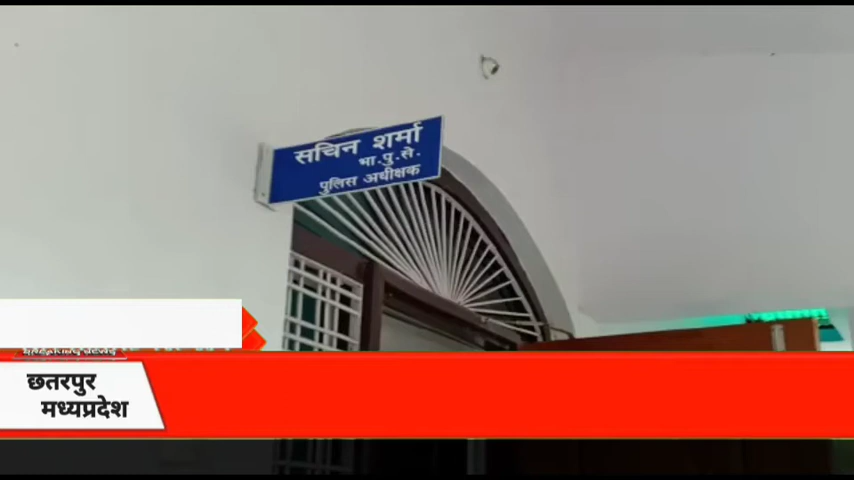 सचिन शर्मा
भा.पु.से.
पुलिस अधीक्षक
छतरपुर
मध्यप्रदेश